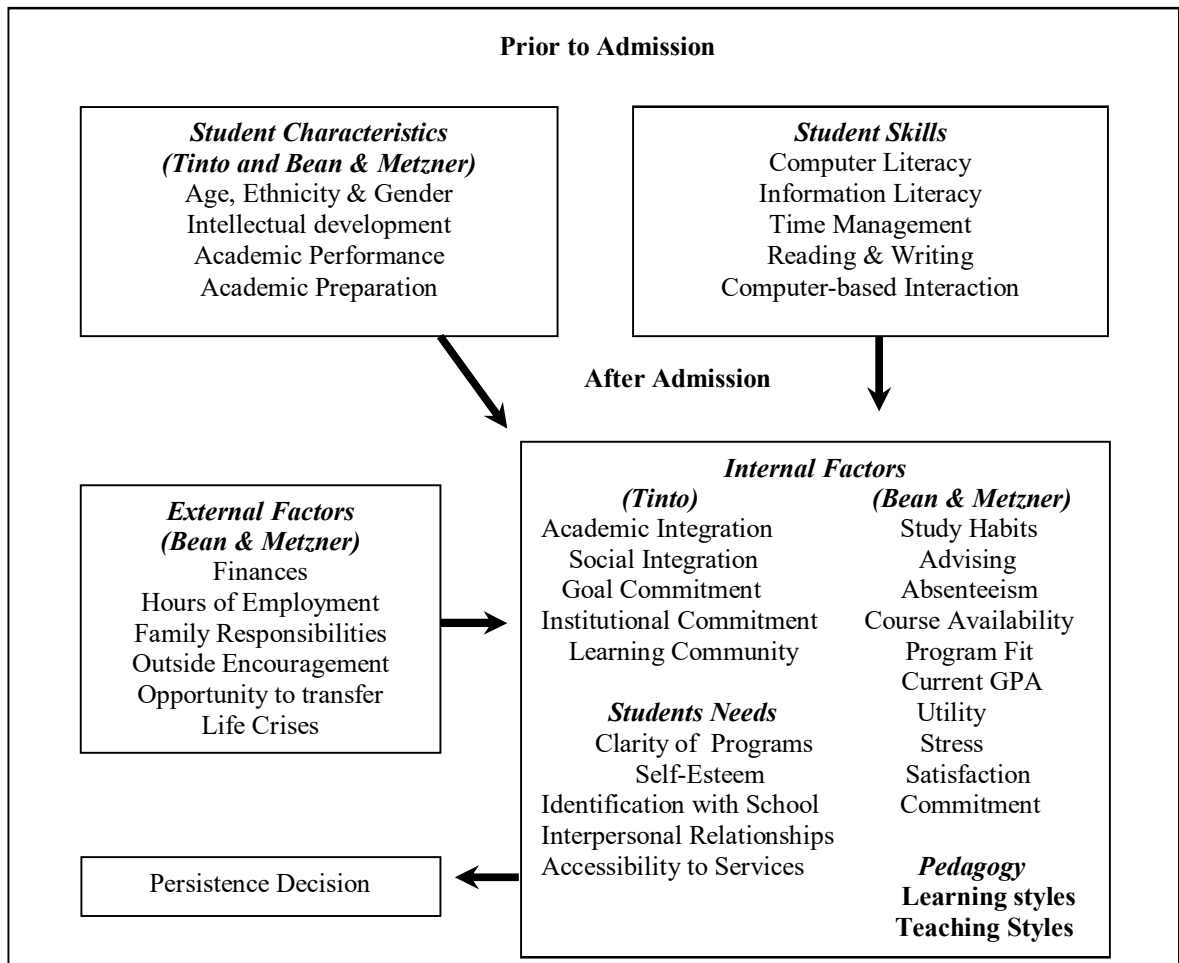 Prior to Admission
Student Characteristics
(Tinto and Bean & Metzner)
Age, Ethnicity & Gender
Intellectual development
Academic Performance
Academic Preparation
Student Skills
Computer Literacy
Information Literacy
Time Management
Reading & Writing
Computer-based Interaction
After Admission
External Factors
(Bean & Metzner)
Finances
Hours of Employment
Family Responsibilities
Outside Encouragement
Opportunity to transfer
Life Crises
Internal Factors
(Tinto)
Academic Integration
Social Integration
Goal Commitment
Institutional Commitment
Learning Community
Students Needs
Clarity of Programs
Self-Esteem
Identification with School
Interpersonal Relationships
Accessibility to Services
(Bean & Metzner)
Study Habits
Advising
Absenteeism
Course Availability
Program Fit
Current GPA
Utility
Stress
Satisfaction
Commitment
Pedagogy
Learning styles
Teaching Styles
Persistence Decision